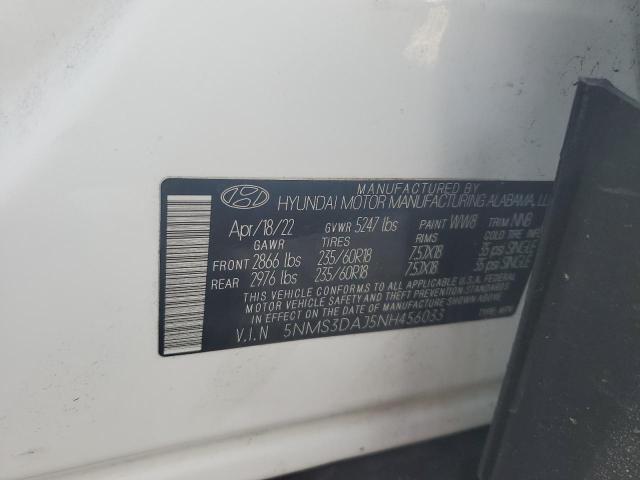 MANUFACTURED BY
HYUNDAI MOTOR MANUFACTURING ALABAMA, LLC
Apr/18/22 GVWR 5247 lbs PAINT WW8 TRIM NNB
GAWR TIRES RIMS COLD TIRE
FRONT 2866 lbs 235/60R18 7.5JX18 35 psi SINGLE
REAR 2976 lbs 235/60R18 7.5JX18 35 psi SINGLE
THIS VEHICLE CONFORMS TO ALL APPLICABLE U.S. FEDERAL
MOTOR VEHICLE SAFETY STANDARDS IN EFFECT
ON THE DATE OF MANUFACTURE SHOWN ABOVE.
V.I.N 5NMS3DAJ5NH456033 TYPE: MPV